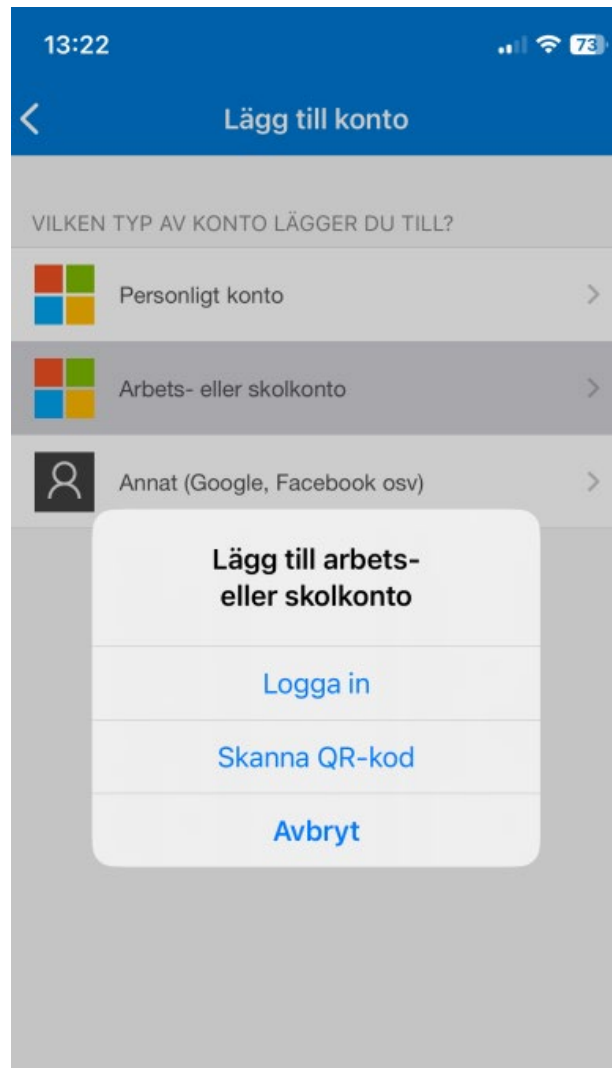 13:22
73
Lägg till konto
VILKEN TYP AV KONTO LÄGGER DU TILL?
Personligt konto
Arbets- eller skolkonto
Annat (Google, Facebook osv)
Lägg till arbets-
eller skolkonto
Logga in
Skanna QR-kod
Avbryt